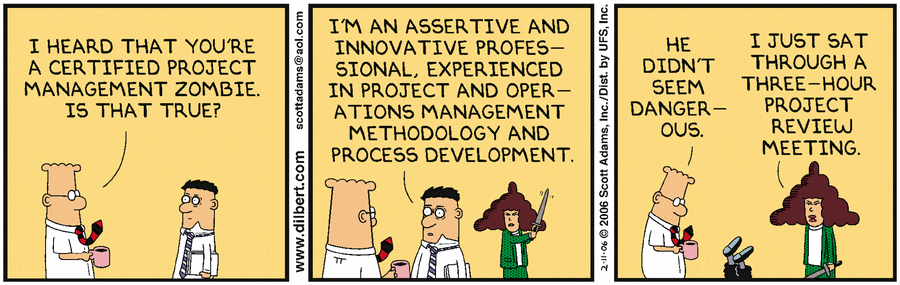 I HEARD THAT YOU'RE
A CERTIFIED PROJECT
MANAGEMENT ZOMBIE.
IS THAT TRUE?
www.dilbert.com
scottadams@aol.com
I'M AN ASSERTIVE AND
INNOVATIVE PROFES–
SIONAL, EXPERIENCED
IN PROJECT AND OPER–
ATIONS MANAGEMENT
METHODOLOGY AND
PROCESS DEVELOPMENT.
2-11-06 © 2006 Scott Adams, Inc./Dist. by UFS, Inc.
HE
DIDN'T
SEEM
DANGER–
OUS.
I JUST SAT
THROUGH A
THREE–HOUR
PROJECT
REVIEW
MEETING.